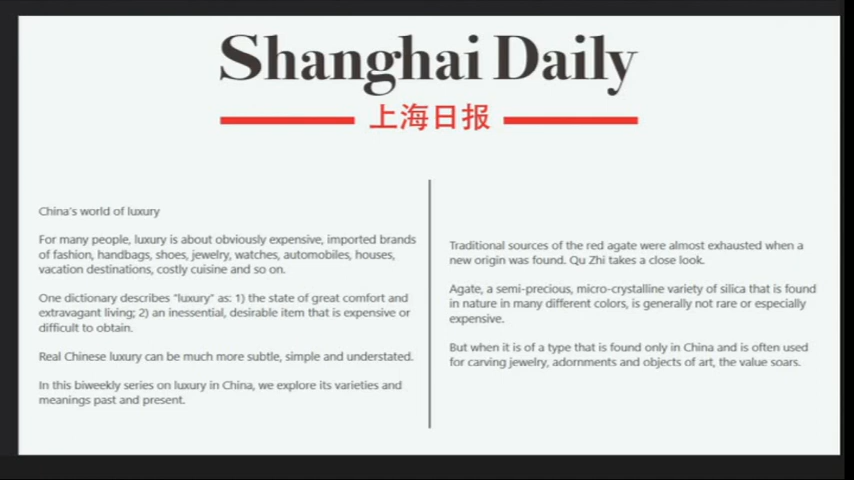 Shanghai Daily
上海日报
China's world of luxury
For many people, luxury is about obviously expensive, imported brands
of fashion, handbags, shoes, jewelry, watches, automobiles, houses,
vacation destinations, costly cuisine and so on.
One dictionary describes "luxury" as: 1) the state of great comfort and
extravagant living; 2) an inessential, desirable item that is expensive or
difficult to obtain.
Real Chinese luxury can be much more subtle, simple and understated.
In this biweekly series on luxury in China, we explore its varieties and
meanings past and present.
Traditional sources of the red agate were almost exhausted when a
new origin was found. Qu Zhi takes a close look.
Agate, a semi-precious, micro-crystalline variety of silica that is found
in nature in many different colors, is generally not rare or especially
expensive.
But when it is of a type that is found only in China and is often used
for carving jewelry, adornments and objects of art, the value soars.